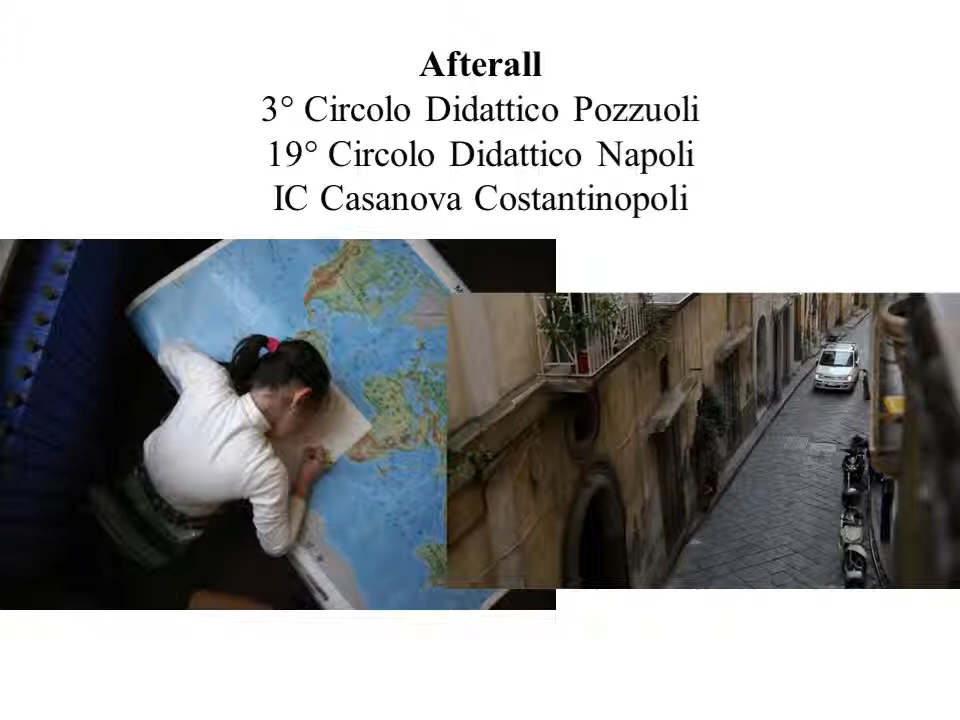 Afterall
3° Circolo Didattico Pozzuoli
19° Circolo Didattico Napoli
IC Casanova Costantinopoli